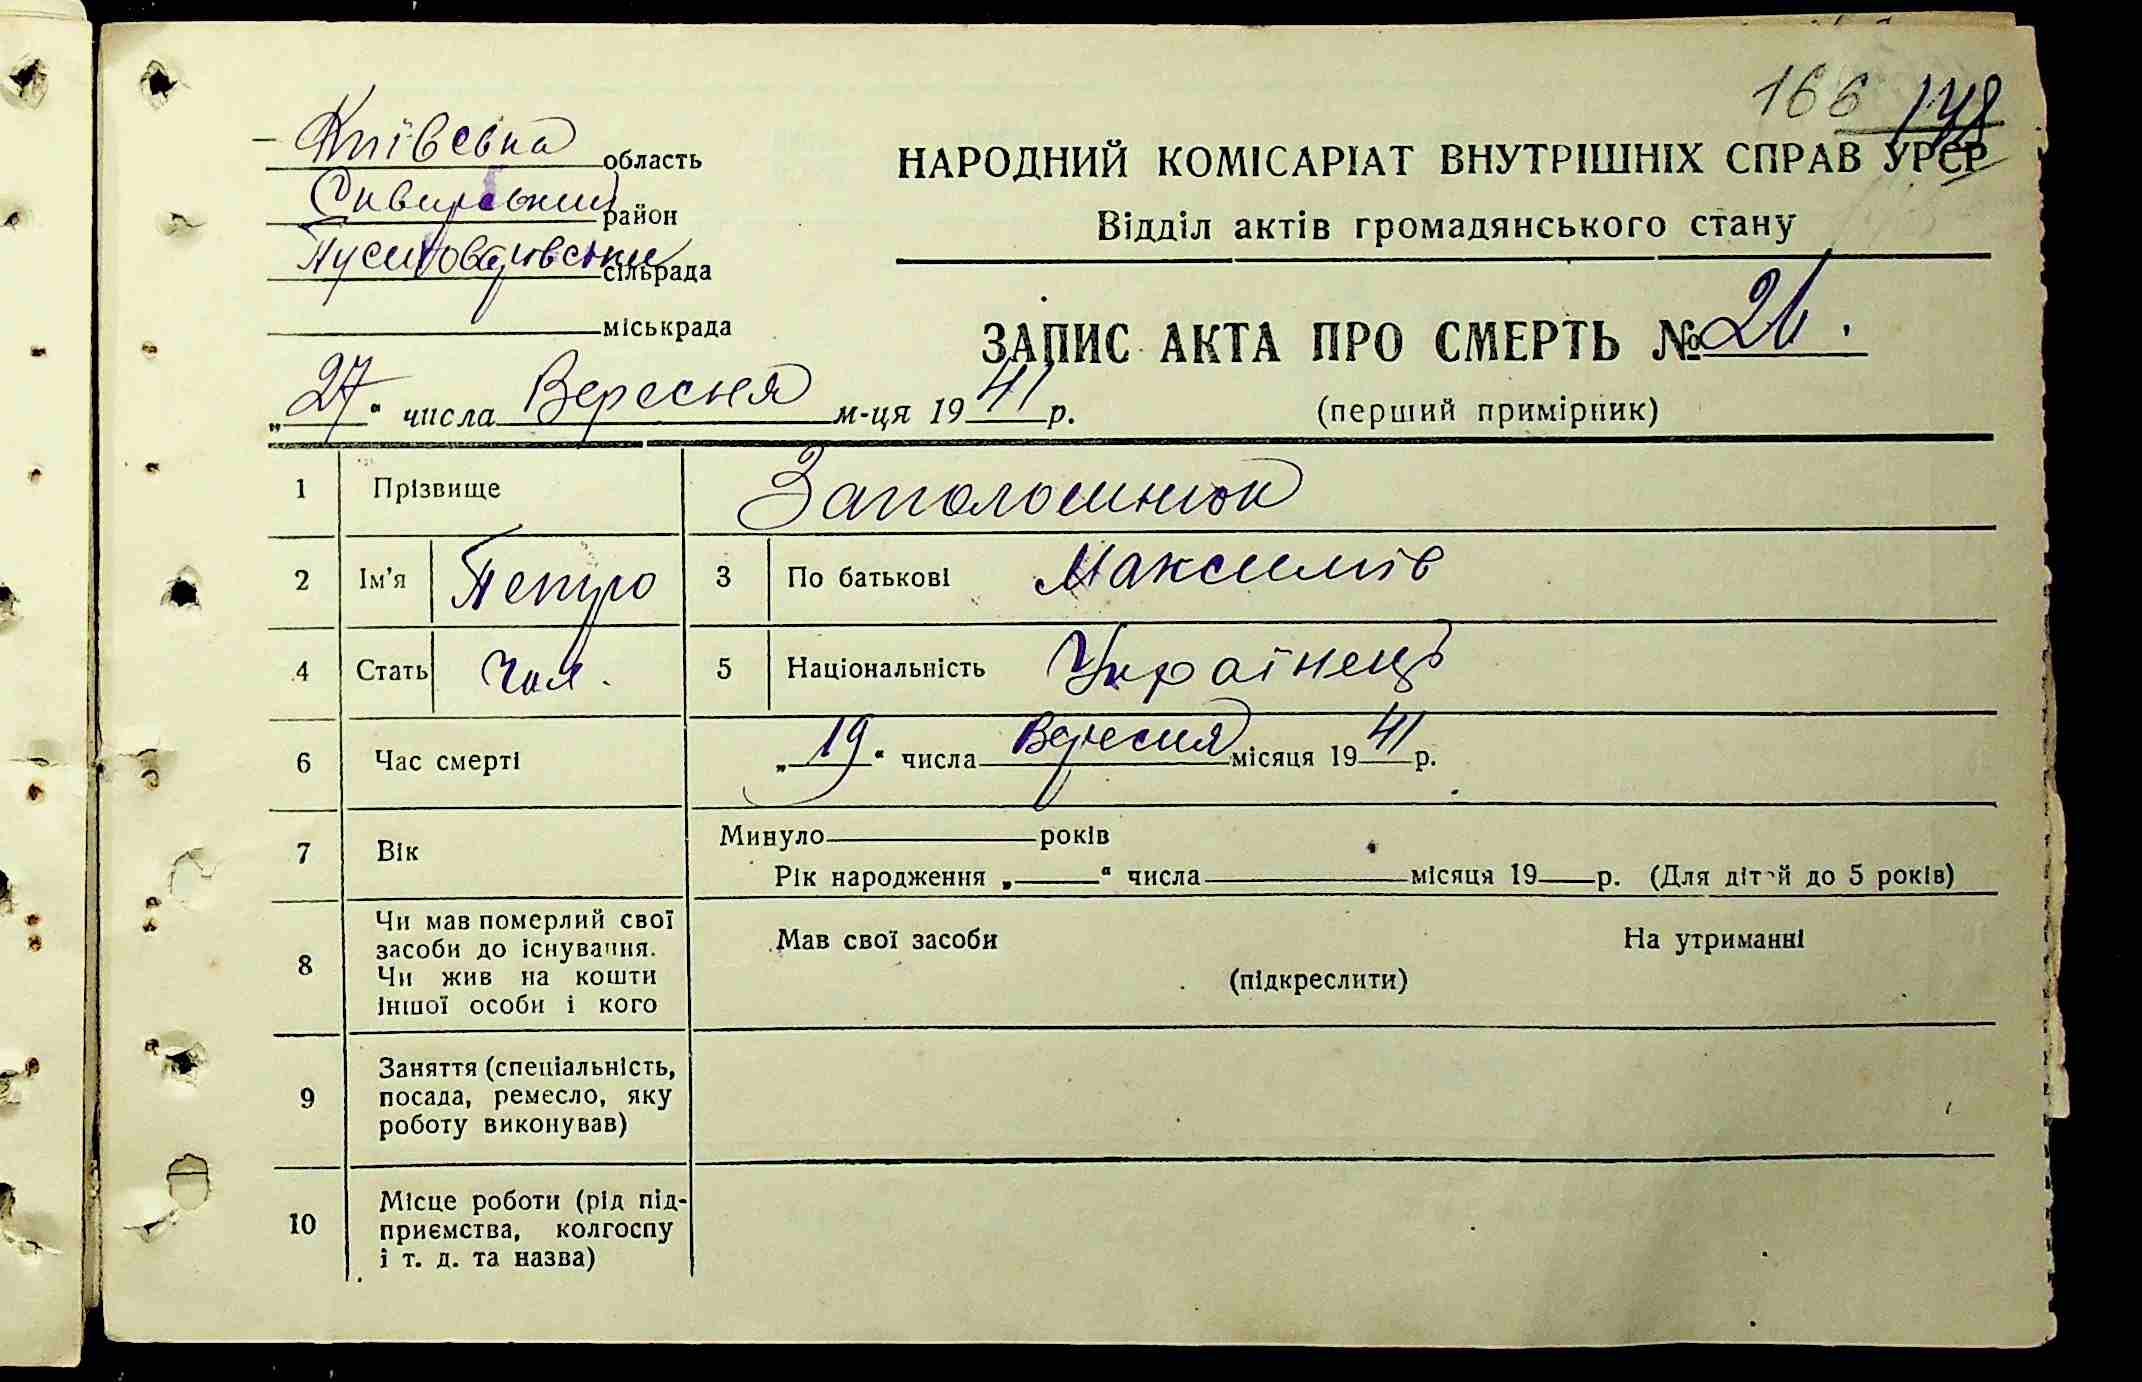 166 148
Київська область
Сквирський район
сільрада
міськрада
НАРОДНИЙ КОМІСАРІАТ ВНУТРІШНІХ СПРАВ УРСР
Відділ актів громадянського стану
ЗАПИС АКТА ПРО СМЕРТЬ № 26.
(перший примірник)
„27“ числа Вересня м-ця 1941 р.
1 Прізвище Заполоминюк
2 Ім'я Петро 3 По батькові Максимів
4 Стать Чол. 5 Національність Українець
6 Час смерті „19“ числа Вересня місяця 1941 р.
7 Вік Минуло років
Рік народження „ “ числа місяця 19 р. (Для дітей до 5 років)
8 Чи мав померлий свої
засоби до існування.
Чи жив на кошти
іншої особи і кого
Мав свої засоби На утриманні
(підкреслити)
9 Заняття (спеціальність,
посада, ремесло, яку
роботу виконував)
10 Місце роботи (рід під-
приємства, колгоспу
і т. д. та назва)